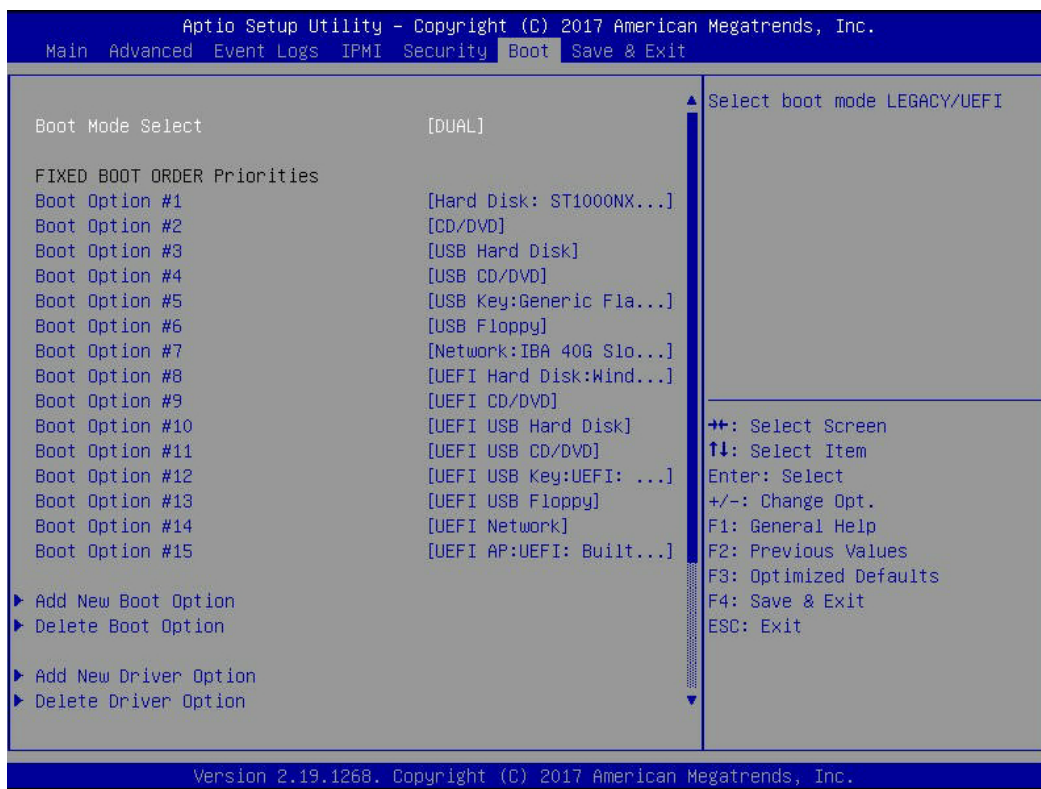 Aptio Setup Utility – Copyright (C) 2017 American Megatrends, Inc.
Main Advanced Event Logs IPMI Security Boot Save & Exit
Boot Mode Select [DUAL]
FIXED BOOT ORDER Priorities
Boot Option #1 [Hard Disk: ST1000NX...]
Boot Option #2 [CD/DVD]
Boot Option #3 [USB Hard Disk]
Boot Option #4 [USB CD/DVD]
Boot Option #5 [USB Key:Generic Fla...]
Boot Option #6 [USB Floppy]
Boot Option #7 [Network:IBA 40G Slo...]
Boot Option #8 [UEFI Hard Disk:Wind...]
Boot Option #9 [UEFI CD/DVD]
Boot Option #10 [UEFI USB Hard Disk]
Boot Option #11 [UEFI USB CD/DVD]
Boot Option #12 [UEFI USB Key:UEFI: ...]
Boot Option #13 [UEFI USB Floppy]
Boot Option #14 [UEFI Network]
Boot Option #15 [UEFI AP:UEFI: Built...]
Add New Boot Option
Delete Boot Option
Add New Driver Option
Delete Driver Option
Select boot mode LEGACY/UEFI
→←: Select Screen
↑↓: Select Item
Enter: Select
+/-: Change Opt.
F1: General Help
F2: Previous Values
F3: Optimized Defaults
F4: Save & Exit
ESC: Exit
Version 2.19.1268. Copyright (C) 2017 American Megatrends, Inc.